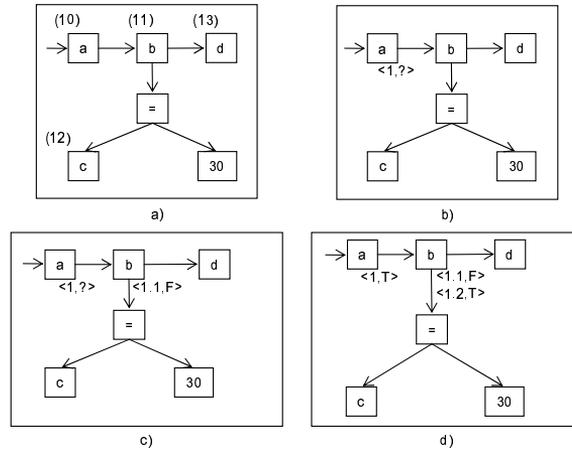 (10) (11) (13)
a b d
=
(12)
c 30
a)
a b d
<1,?>
=
c 30
b)
a b d
<1,?> <1.1,F>
=
c 30
c)
a b d
<1,T> <1.1,F>
<1.2,T>
=
c 30
d)